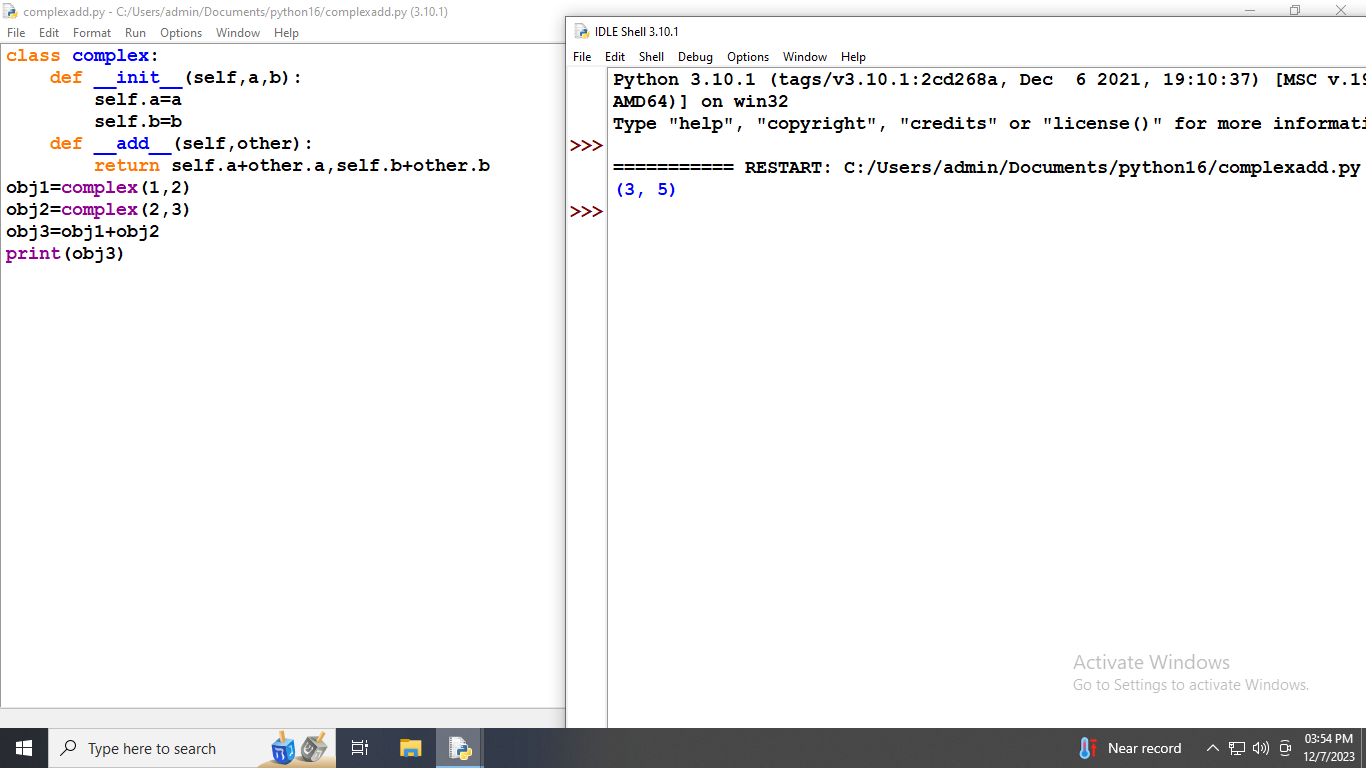 complexadd.py - C:/Users/admin/Documents/python16/complexadd.py (3.10.1)
File Edit Format Run Options Window Help
class complex:
    def __init__(self,a,b):
        self.a=a
        self.b=b
    def __add__(self,other):
        return self.a+other.a,self.b+other.b
obj1=complex(1,2)
obj2=complex(2,3)
obj3=obj1+obj2
print(obj3)
IDLE Shell 3.10.1
File Edit Shell Debug Options Window Help
Python 3.10.1 (tags/v3.10.1:2cd268a, Dec  6 2021, 19:10:37) [MSC v.19
AMD64)] on win32
Type "help", "copyright", "credits" or "license()" for more informati
>>>
=========== RESTART: C:/Users/admin/Documents/python16/complexadd.py
(3, 5)
>>>
Activate Windows
Go to Settings to activate Windows.
Type here to search
Near record
03:54 PM
12/7/2023